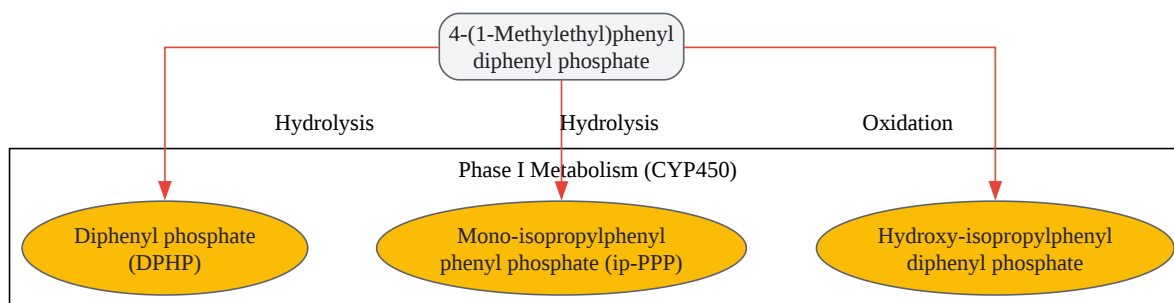 4-(1-Methylethyl)phenyl
diphenyl phosphate
Hydrolysis
Hydrolysis
Oxidation
Phase I Metabolism (CYP450)
Diphenyl phosphate
(DPHP)
Mono-isopropylphenyl
phenyl phosphate (ip-PPP)
Hydroxy-isopropylphenyl
diphenyl phosphate